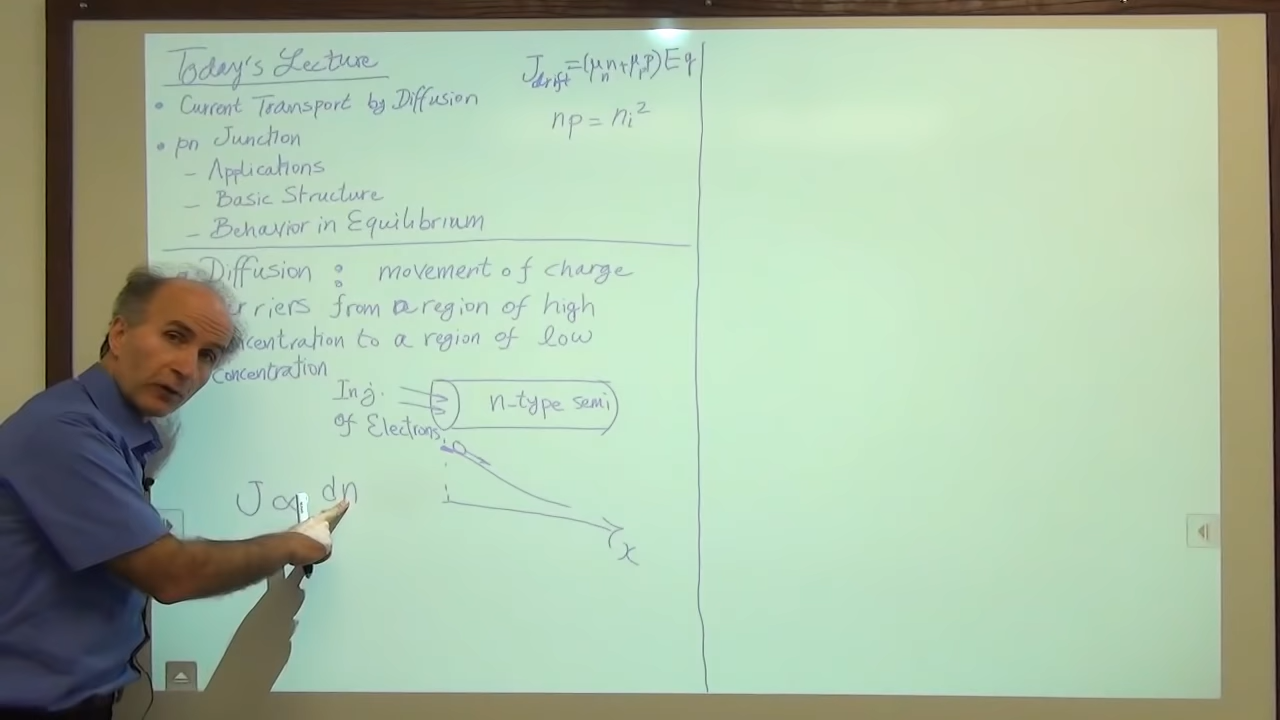 Today's Lecture
• Current Transport by Diffusion
• pn Junction
– Applications
– Basic Structure
– Behavior in Equilibrium
J_drift = (μ_n n + μ_p p) E q
np = n_i²
Diffusion : movement of charge
from a region of high
to a region of low
concentration
Inj.
of Electrons
n-type semi
x
J ∝ dn